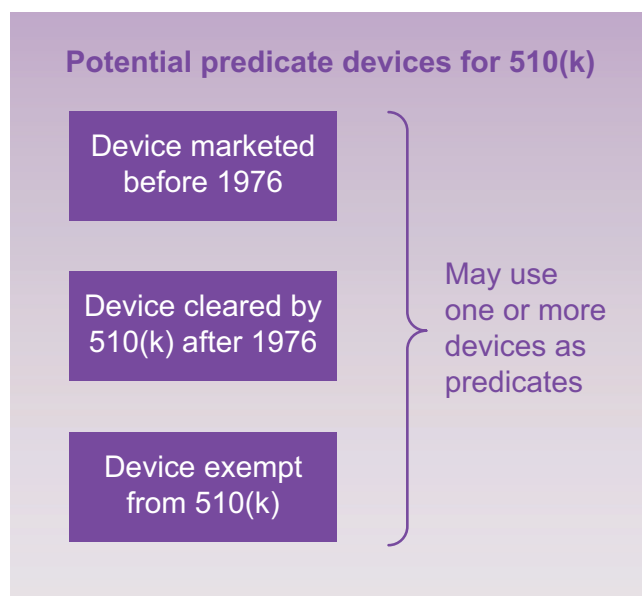 Potential predicate devices for 510(k)
Device marketed
before 1976
Device cleared by
510(k) after 1976
Device exempt
from 510(k)
May use
one or more
devices as
predicates